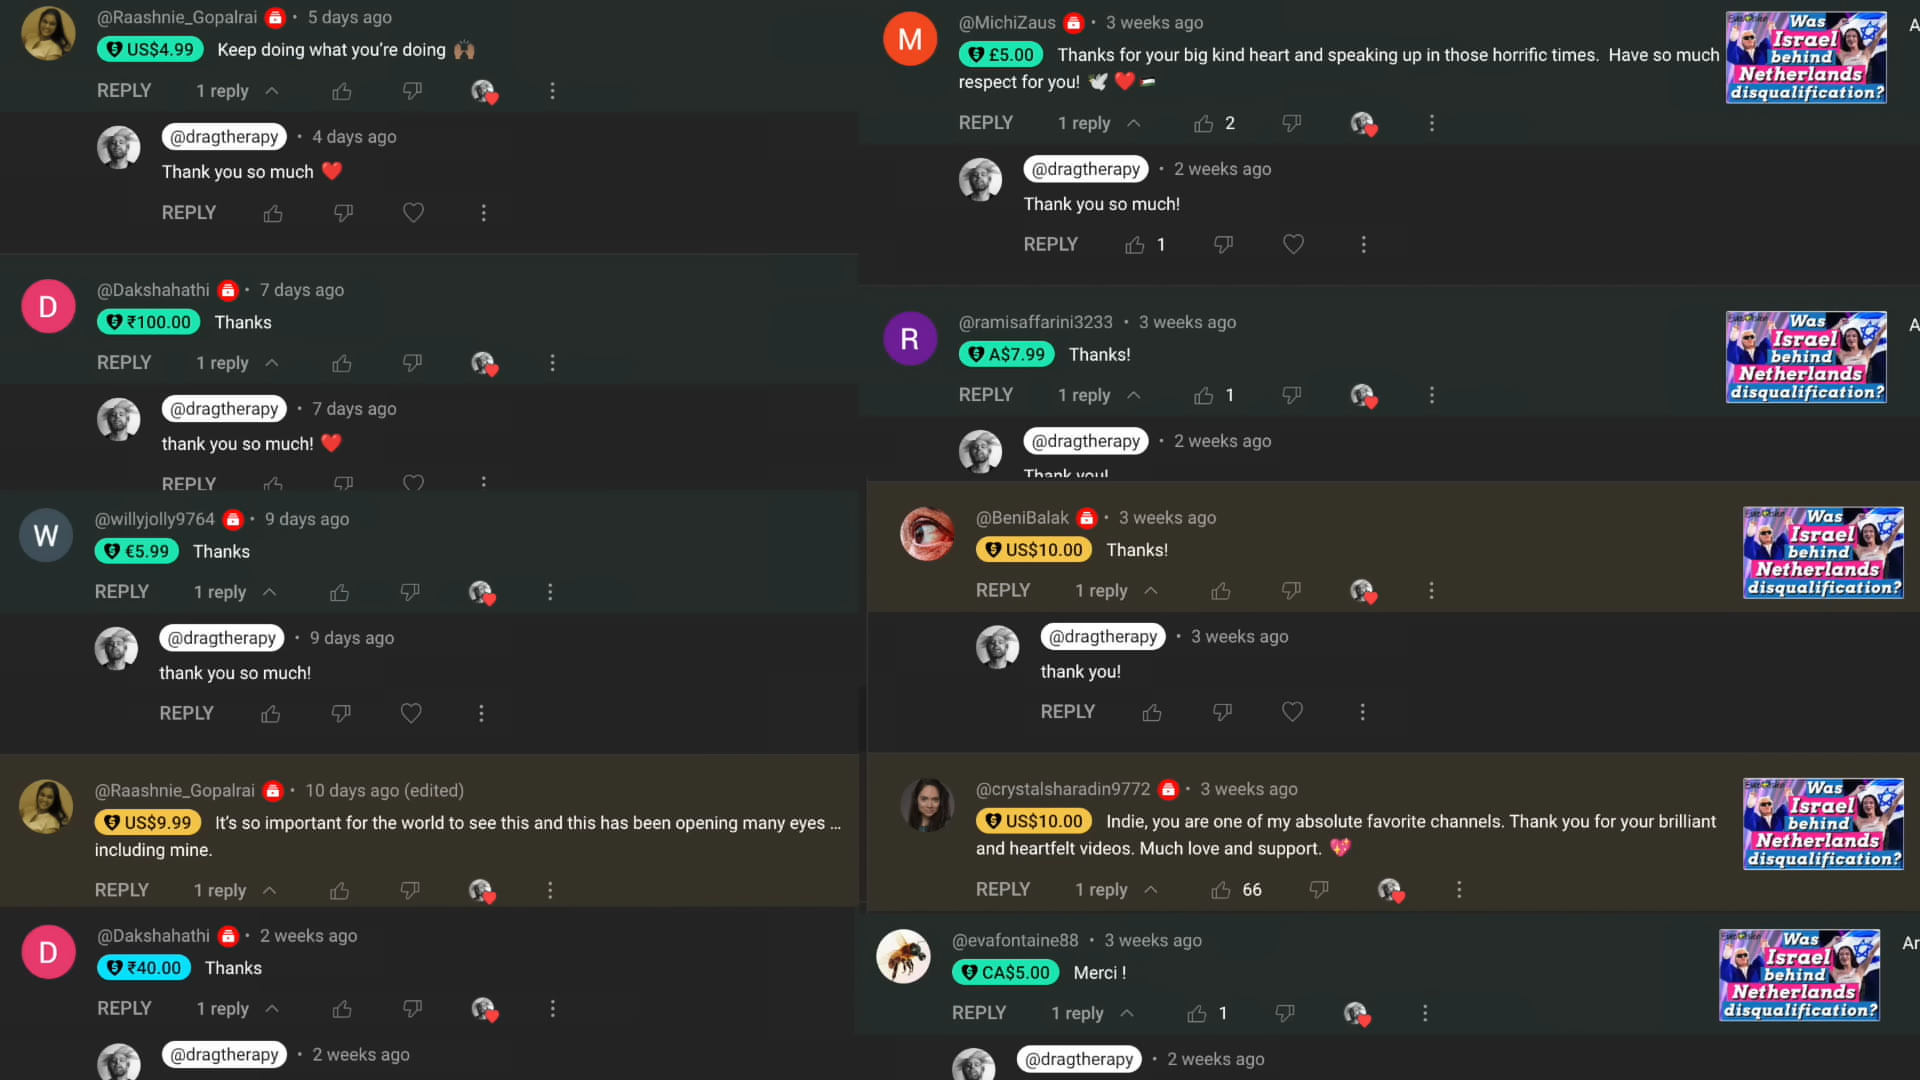 @Raashnie_Gopalrai • 5 days ago
US$4.99 Keep doing what you're doing 🙌🏾
REPLY 1 reply
@dragtherapy • 4 days ago
Thank you so much ❤️
REPLY
D @Dakshahathi • 7 days ago
₹100.00 Thanks
REPLY 1 reply
@dragtherapy • 7 days ago
thank you so much! ❤️
REPLY
W @willyjolly9764 • 9 days ago
€5.99 Thanks
REPLY 1 reply
@dragtherapy • 9 days ago
thank you so much!
REPLY
@Raashnie_Gopalrai • 10 days ago (edited)
US$9.99 It's so important for the world to see this and this has been opening many eyes ...
including mine.
REPLY 1 reply
D @Dakshahathi • 2 weeks ago
₹40.00 Thanks
REPLY 1 reply
@dragtherapy • 2 weeks ago
M @MichiZaus • 3 weeks ago
£5.00 Thanks for your big kind heart and speaking up in those horrific times. Have so much
respect for you! 🕊️ ❤️🇵🇸
REPLY 1 reply 2
Was
Israel
behind
Netherlands
disqualification?
@dragtherapy • 2 weeks ago
Thank you so much!
REPLY 1
R @ramisaffarini3233 • 3 weeks ago
A$7.99 Thanks!
REPLY 1 reply 1
Was
Israel
behind
Netherlands
disqualification?
@dragtherapy • 2 weeks ago
Thank you!
@BeniBalak • 3 weeks ago
US$10.00 Thanks!
REPLY 1 reply
Was
Israel
behind
Netherlands
disqualification?
@dragtherapy • 3 weeks ago
thank you!
REPLY
@crystalsharadin9772 • 3 weeks ago
US$10.00 Indie, you are one of my absolute favorite channels. Thank you for your brilliant
and heartfelt videos. Much love and support. 💖
REPLY 1 reply 66
Was
Israel
behind
Netherlands
disqualification?
@evafontaine88 • 3 weeks ago
CA$5.00 Merci !
REPLY 1 reply 1
Was
Israel
behind
Netherlands
disqualification?
@dragtherapy • 2 weeks ago